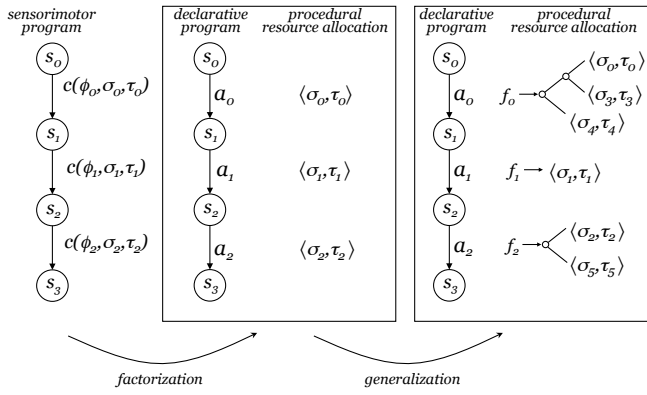 sensorimotor
program
s₀
c(ϕ₀,σ₀,τ₀)
s₁
c(ϕ₁,σ₁,τ₁)
s₂
c(ϕ₂,σ₂,τ₂)
s₃
declarative
program
procedural
resource allocation
s₀
a₀
⟨σ₀,τ₀⟩
s₁
a₁
⟨σ₁,τ₁⟩
s₂
a₂
⟨σ₂,τ₂⟩
s₃
declarative
program
procedural
resource allocation
s₀
a₀
f₀
⟨σ₀,τ₀⟩
⟨σ₃,τ₃⟩
⟨σ₄,τ₄⟩
s₁
a₁
f₁
⟨σ₁,τ₁⟩
s₂
a₂
f₂
⟨σ₂,τ₂⟩
⟨σ₅,τ₅⟩
s₃
factorization
generalization